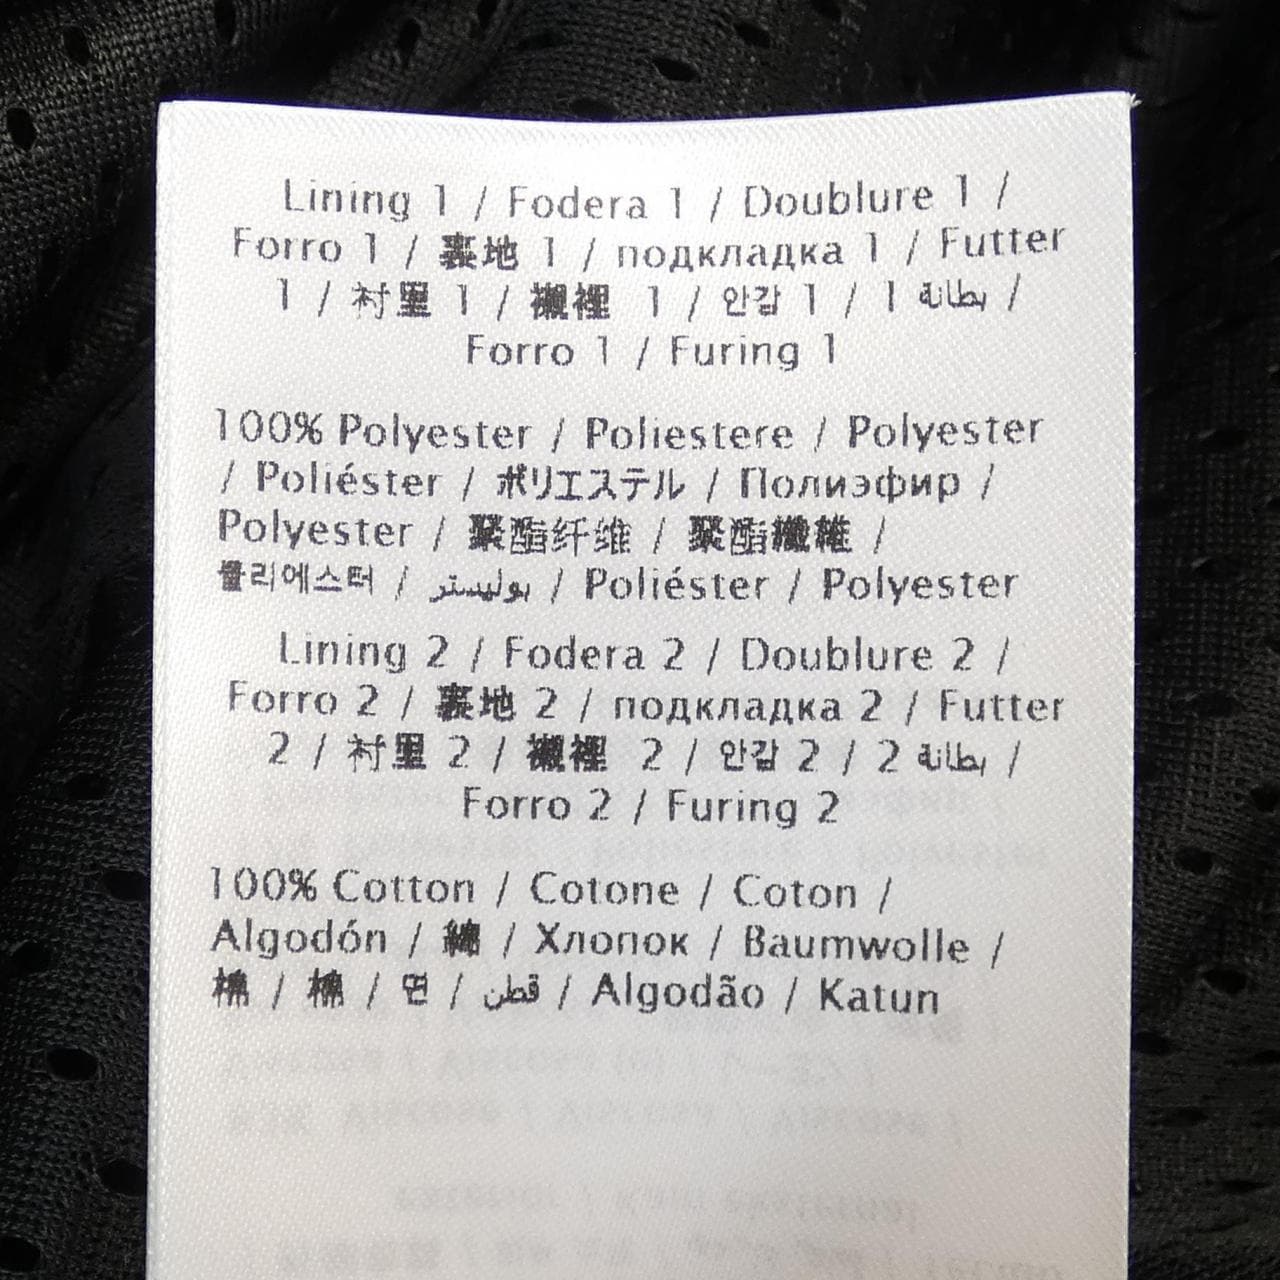 Lining 1 / Fodera 1 / Doublure 1 /
Forro 1 / 裏地 1 / подкладка 1 / Futter
1 / 衬里 1 / 襯裡 1 / 안감 1 / 1 بطانة /
Forro 1 / Furing 1
100% Polyester / Poliestere / Polyester
/ Poliéster / ポリエステル / Полиэфир /
Polyester / 聚酯纤维 / 聚酯纖維 /
폴리에스터 / بوليستر / Poliéster / Polyester
Lining 2 / Fodera 2 / Doublure 2 /
Forro 2 / 裏地 2 / подкладка 2 / Futter
2 / 衬里 2 / 襯裡 2 / 안감 2 / 2 بطانة /
Forro 2 / Furing 2
100% Cotton / Cotone / Coton /
Algodón / 綿 / Хлопок / Baumwolle /
棉 / 棉 / 면 / قطن / Algodão / Katun